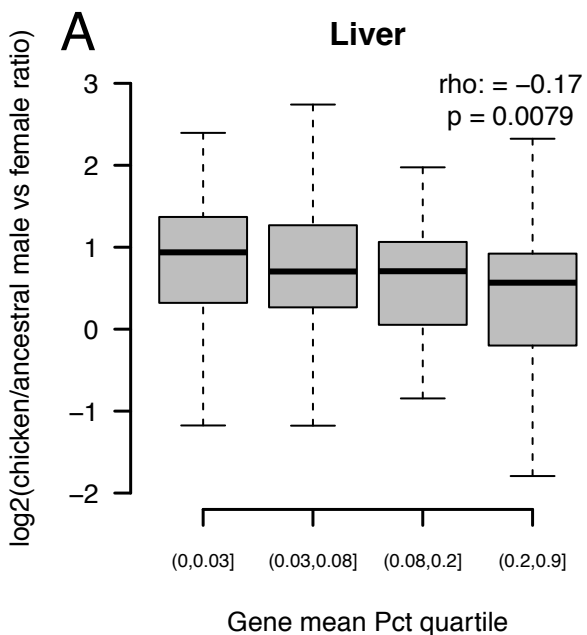 A
Liver
rho: = −0.17
p = 0.0079
log2(chicken/ancestral male vs female ratio)
3
2
1
0
−1
−2
(0,0.03] (0.03,0.08] (0.08,0.2] (0.2,0.9]
Gene mean Pct quartile